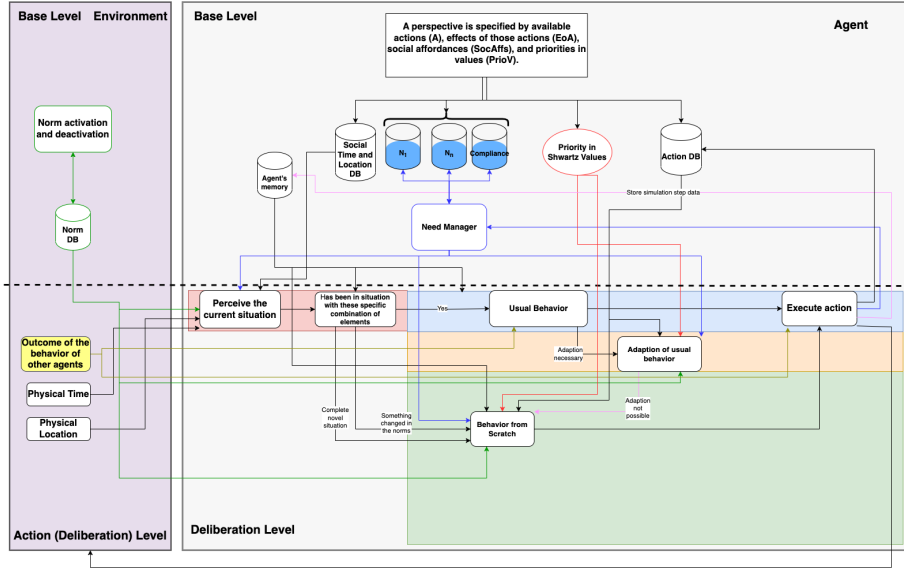 Base Level
Environment
Base Level
Agent
A perspective is specified by available
actions (A), effects of those actions (EoA),
social affordances (SocAffs), and priorities in
values (PrioV).
Norm activation
and deactivation
Social
Time and
Location
DB
N1
Nn
Compliance
Priority in
Shwartz Values
Action DB
Agent's
memory
Store simulation step data
Norm
DB
Need Manager
Perceive the
current situation
Has been in situation
with these specific
combination of
elements
Yes
Usual Behavior
Execute action
Outcome of the
behavior of
other agents
Adaption
necessary
Adaption of usual
behavior
Physical Time
Physical
Location
Complete
novel
situation
Something
changed in
the norms
Behavior from
Scratch
Adaption
not
possible
Action (Deliberation) Level
Deliberation Level